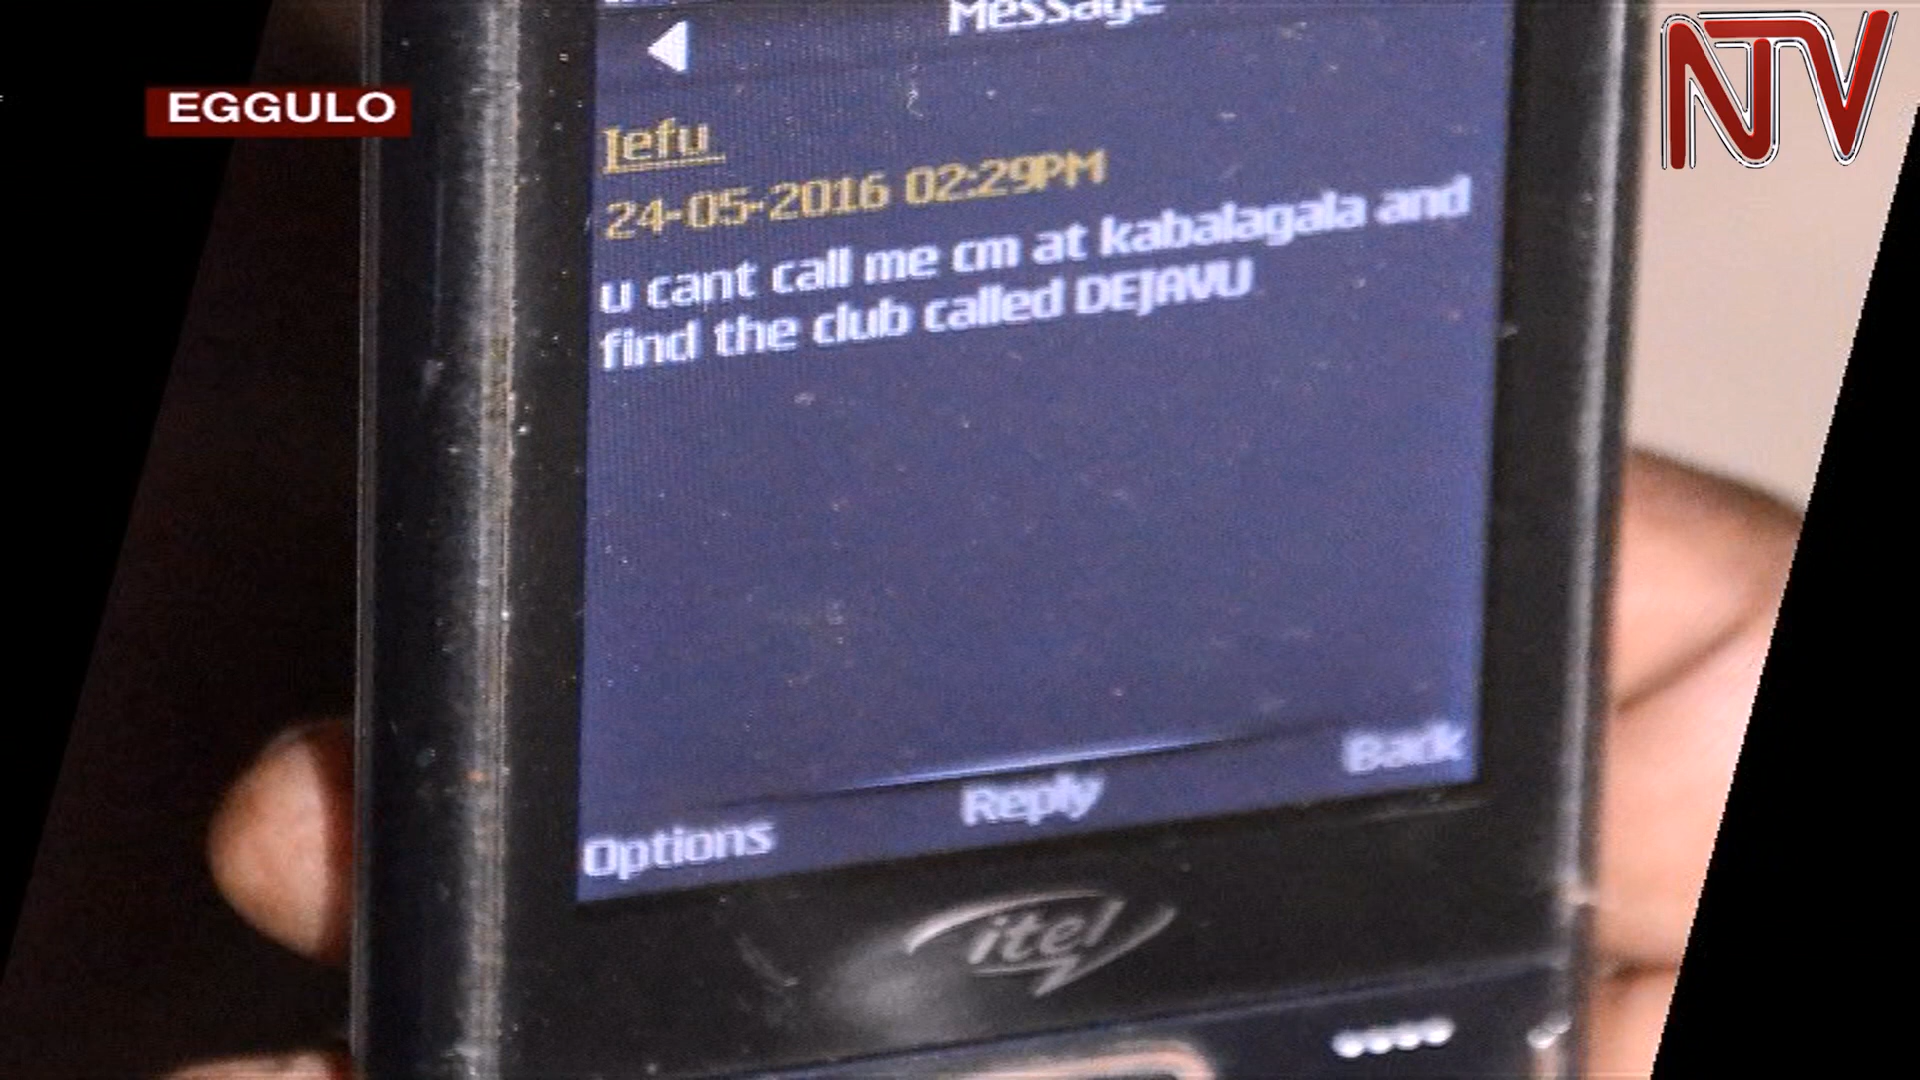 Message
EGGULO
NTV
Iefu
24-05-2016 02:29PM
u cant call me cm at kabalagala and
find the club called DEJAVU
Options Reply Back
itel